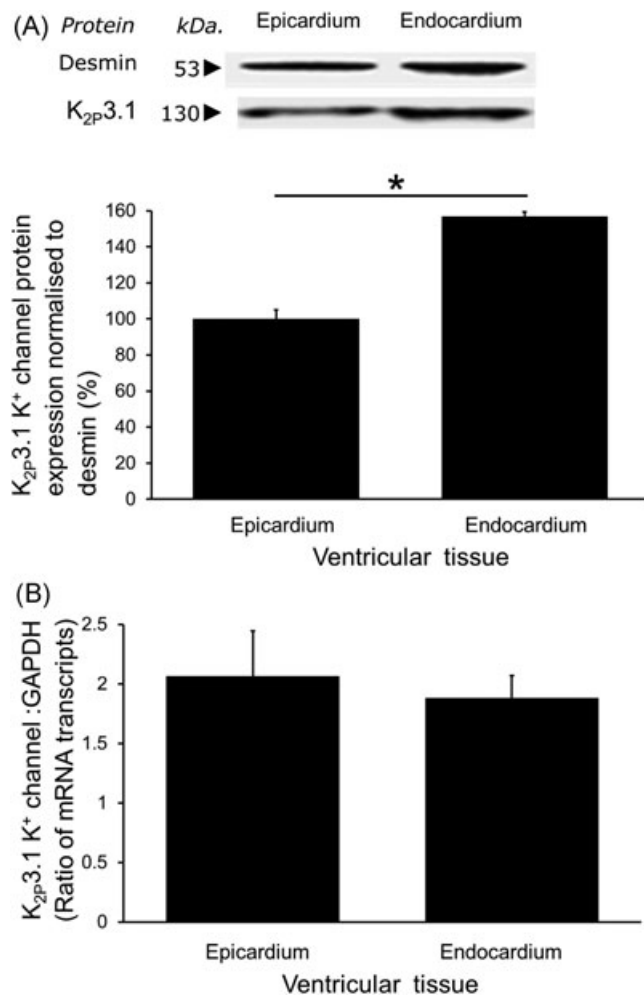 (A) Protein kDa. Epicardium Endocardium
Desmin 53►
K₂P3.1 130►
*
K₂P3.1 K⁺ channel protein
expression normalised to
desmin (%)
160
140
120
100
80
60
40
20
0
Epicardium Endocardium
Ventricular tissue
(B)
K₂P3.1 K⁺ channel :GAPDH
(Ratio of mRNA transcripts)
2.5
2
1.5
1
0.5
0
Epicardium Endocardium
Ventricular tissue